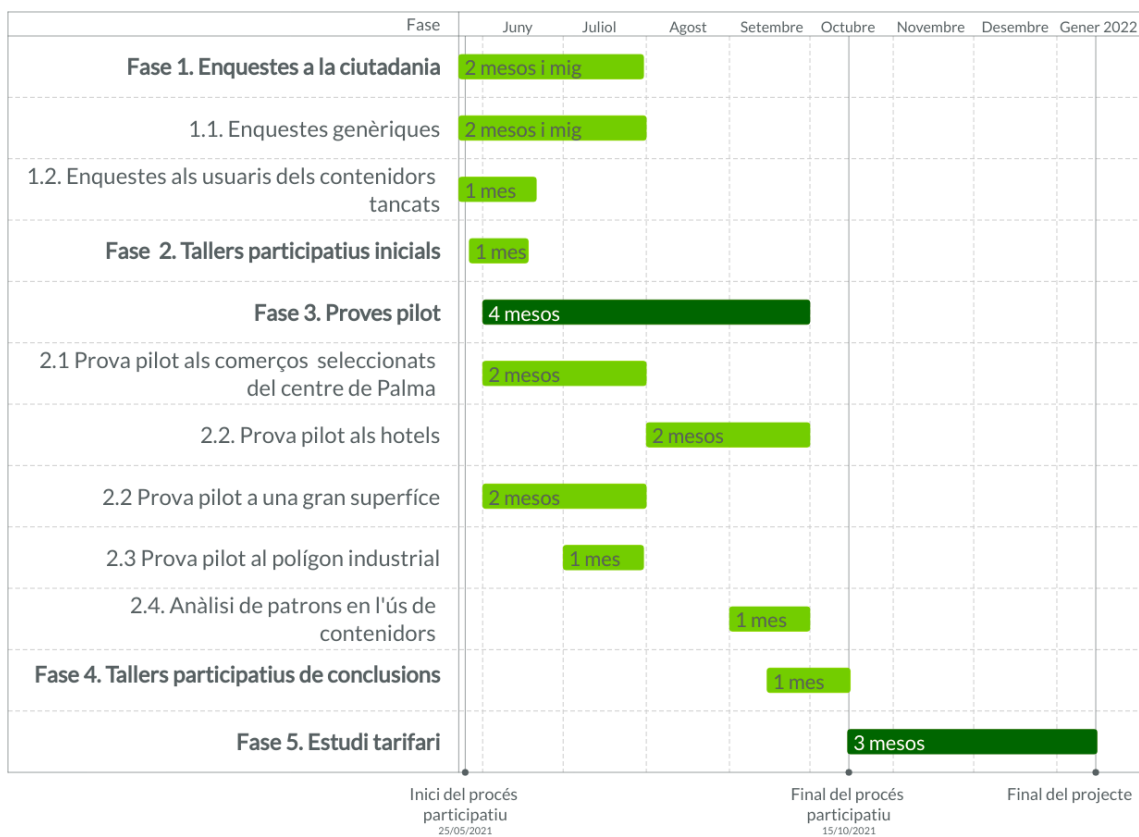 Fase Juny Juliol Agost Setembre Octubre Novembre Desembre Gener 2022
Fase 1. Enquestes a la ciutadania 2 mesos i mig
1.1. Enquestes genèriques 2 mesos i mig
1.2. Enquestes als usuaris dels contenidors
tancats 1 mes
Fase 2. Tallers participatius inicials 1 mes
Fase 3. Proves pilot 4 mesos
2.1 Prova pilot als comerços seleccionats
del centre de Palma 2 mesos
2.2. Prova pilot als hotels 2 mesos
2.2 Prova pilot a una gran superfíce 2 mesos
2.3 Prova pilot al polígon industrial 1 mes
2.4. Anàlisi de patrons en l'ús de
contenidors 1 mes
Fase 4. Tallers participatius de conclusions 1 mes
Fase 5. Estudi tarifari 3 mesos
Inici del procés
participatiu
25/05/2021
Final del procés
participatiu
15/10/2021
Final del projecte